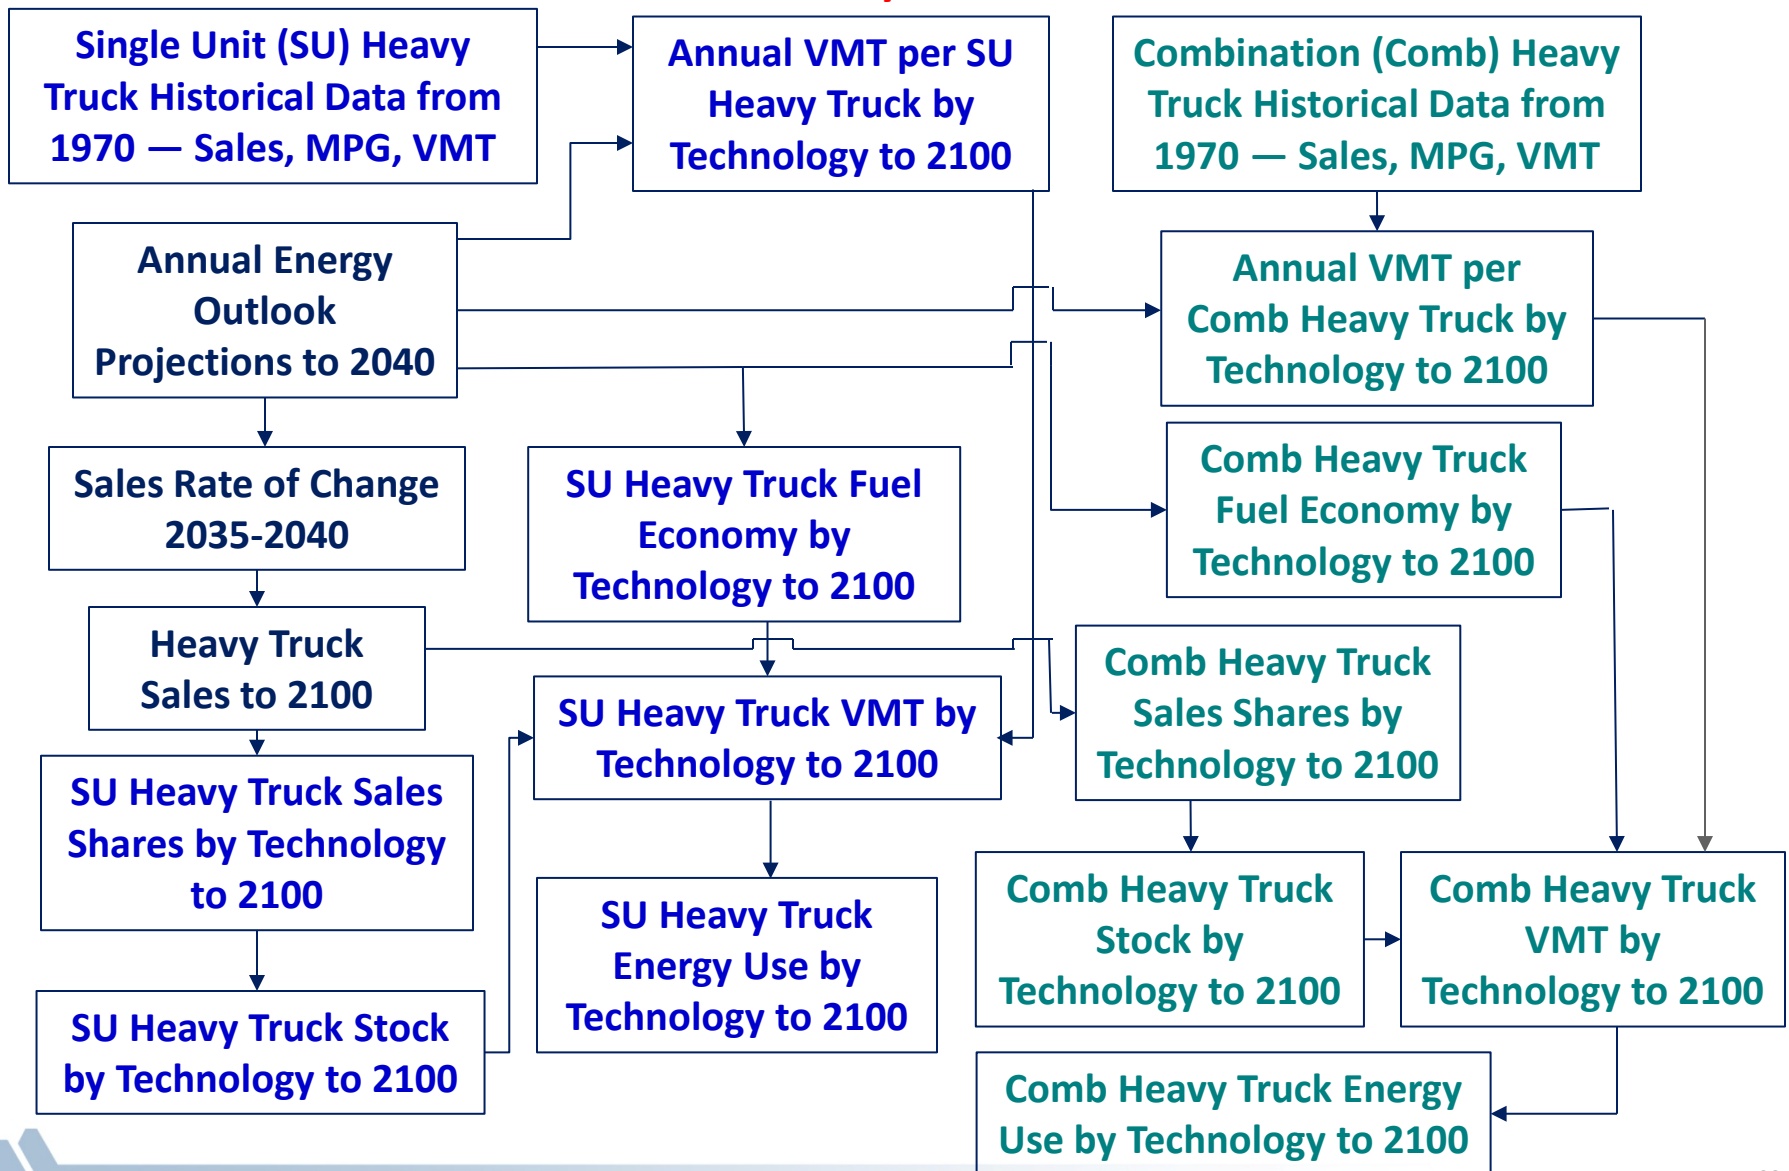 Single Unit (SU) Heavy
Truck Historical Data from
1970 — Sales, MPG, VMT
Annual VMT per SU
Heavy Truck by
Technology to 2100
Combination (Comb) Heavy
Truck Historical Data from
1970 — Sales, MPG, VMT
Annual Energy
Outlook
Projections to 2040
Annual VMT per
Comb Heavy Truck by
Technology to 2100
Sales Rate of Change
2035-2040
SU Heavy Truck Fuel
Economy by
Technology to 2100
Comb Heavy Truck
Fuel Economy by
Technology to 2100
Heavy Truck
Sales to 2100
SU Heavy Truck VMT by
Technology to 2100
Comb Heavy Truck
Sales Shares by
Technology to 2100
SU Heavy Truck Sales
Shares by Technology
to 2100
SU Heavy Truck
Energy Use by
Technology to 2100
Comb Heavy Truck
Stock by
Technology to 2100
Comb Heavy Truck
VMT by
Technology to 2100
SU Heavy Truck Stock
by Technology to 2100
Comb Heavy Truck Energy
Use by Technology to 2100